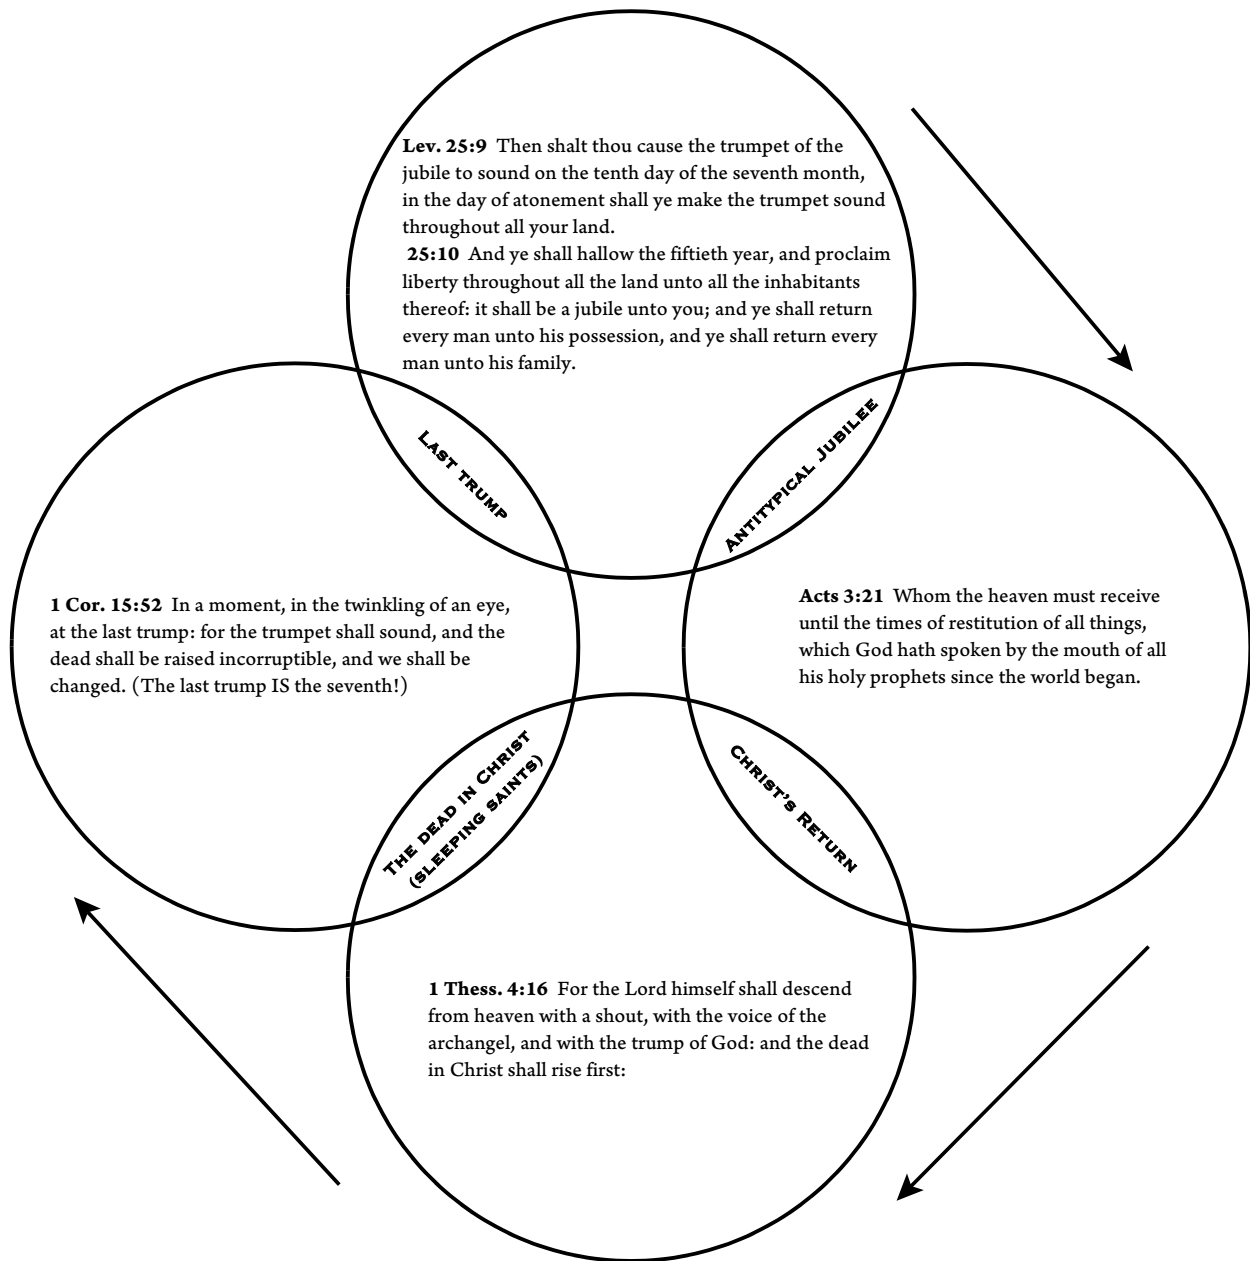 Lev. 25:9 Then shalt thou cause the trumpet of the
jubile to sound on the tenth day of the seventh month,
in the day of atonement shall ye make the trumpet sound
throughout all your land.
25:10 And ye shall hallow the fiftieth year, and proclaim
liberty throughout all the land unto all the inhabitants
thereof: it shall be a jubile unto you; and ye shall return
every man unto his possession, and ye shall return every
man unto his family.
Last trump
Antitypical Jubilee
1 Cor. 15:52 In a moment, in the twinkling of an eye,
at the last trump: for the trumpet shall sound, and the
dead shall be raised incorruptible, and we shall be
changed. (The last trump IS the seventh!)
Acts 3:21 Whom the heaven must receive
until the times of restitution of all things,
which God hath spoken by the mouth of all
his holy prophets since the world began.
The dead in Christ
(sleeping saints)
Christ's Return
1 Thess. 4:16 For the Lord himself shall descend
from heaven with a shout, with the voice of the
archangel, and with the trump of God: and the dead
in Christ shall rise first: